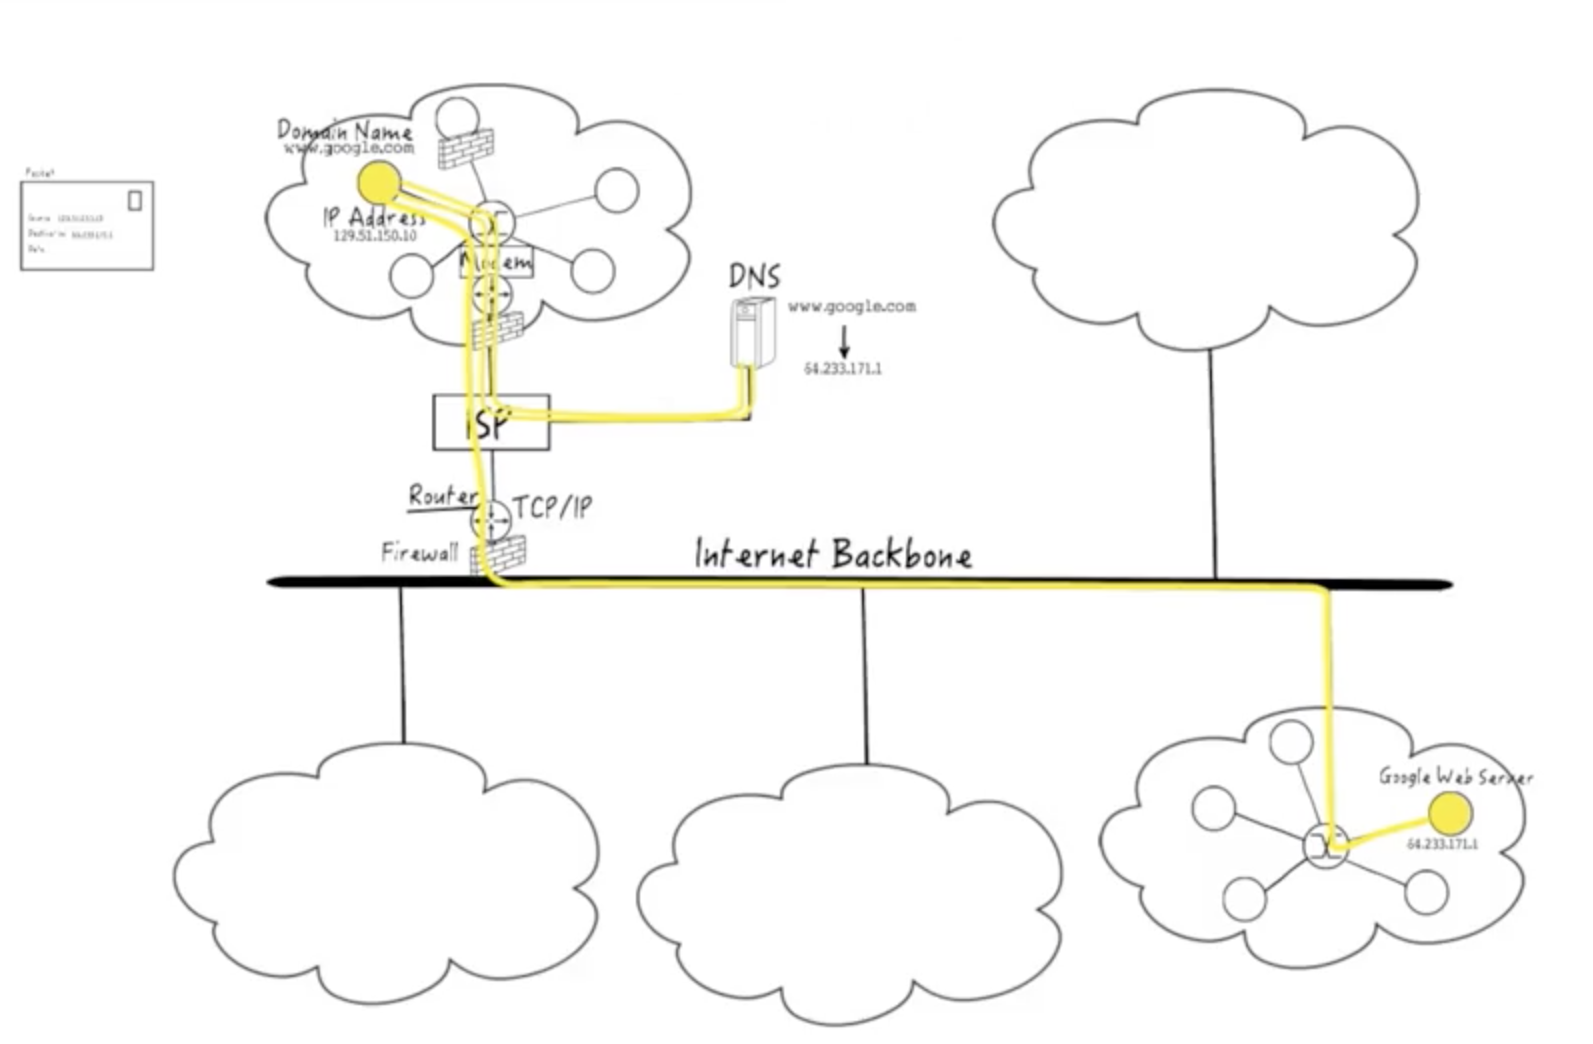 Domain Name
www.google.com
Packet
Source 129.51.150.10
Destination 64.233.171.1
Data
IP Address
129.51.150.10
Modem
DNS
www.google.com
64.233.171.1
ISP
Router
TCP/IP
Firewall
Internet Backbone
Google Web Server
64.233.171.1